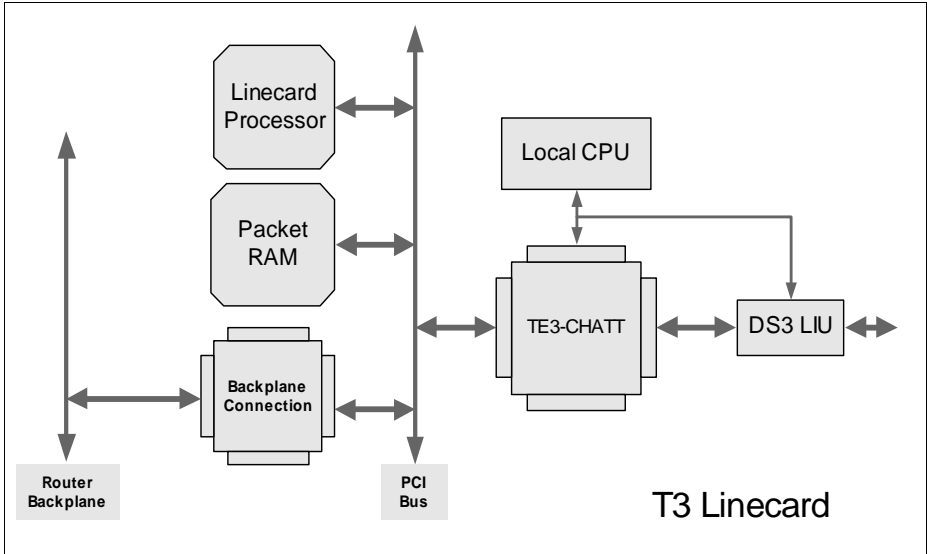 Linecard
Processor
Local CPU
Packet
RAM
TE3-CHATT
DS3 LIU
Backplane
Connection
Router
Backplane
PCI
Bus
T3 Linecard